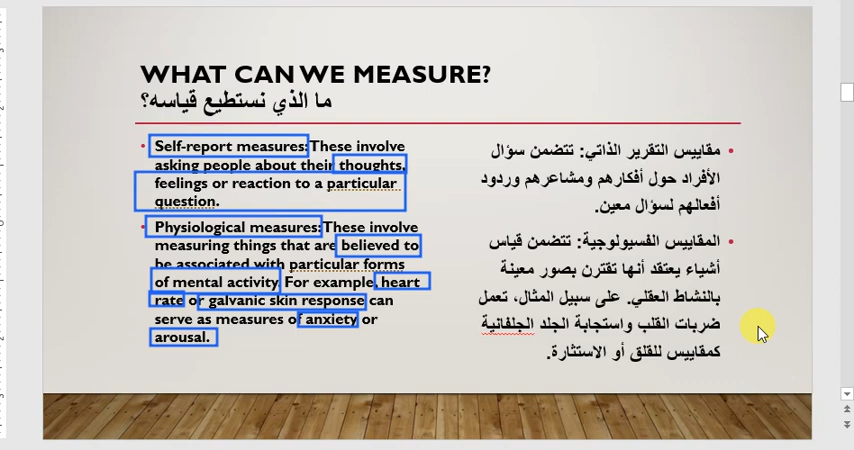 WHAT CAN WE MEASURE?
ما الذي نستطيع قياسه؟
• Self-report measures: These involve
asking people about their thoughts,
feelings or reaction to a particular
question.
• Physiological measures: These involve
measuring things that are believed to
be associated with particular forms
of mental activity. For example, heart
rate or galvanic skin response can
serve as measures of anxiety or
arousal.
• مقاييس التقرير الذاتي: تتضمن سؤال
الأفراد حول أفكارهم ومشاعرهم وردود
أفعالهم لسؤال معين.
• المقاييس الفسيولوجية: تتضمن قياس
أشياء يعتقد أنها تقترن بصور معينة
بالنشاط العقلي. على سبيل المثال، تعمل
ضربات القلب واستجابة الجلد الجلفانية
كمقاييس للقلق أو الاستثارة.